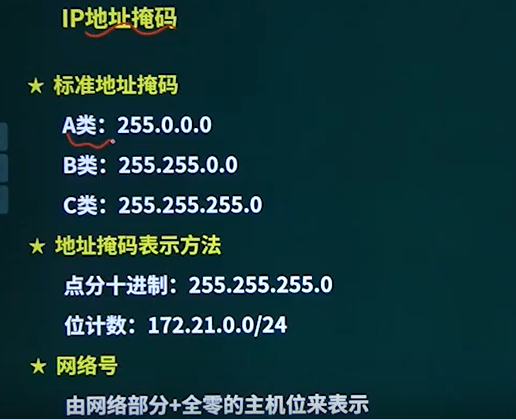 IP地址掩码
★ 标准地址掩码
A类：255.0.0.0
B类：255.255.0.0
C类：255.255.255.0
★ 地址掩码表示方法
点分十进制：255.255.255.0
位计数：172.21.0.0/24
★ 网络号
由网络部分+全零的主机位来表示